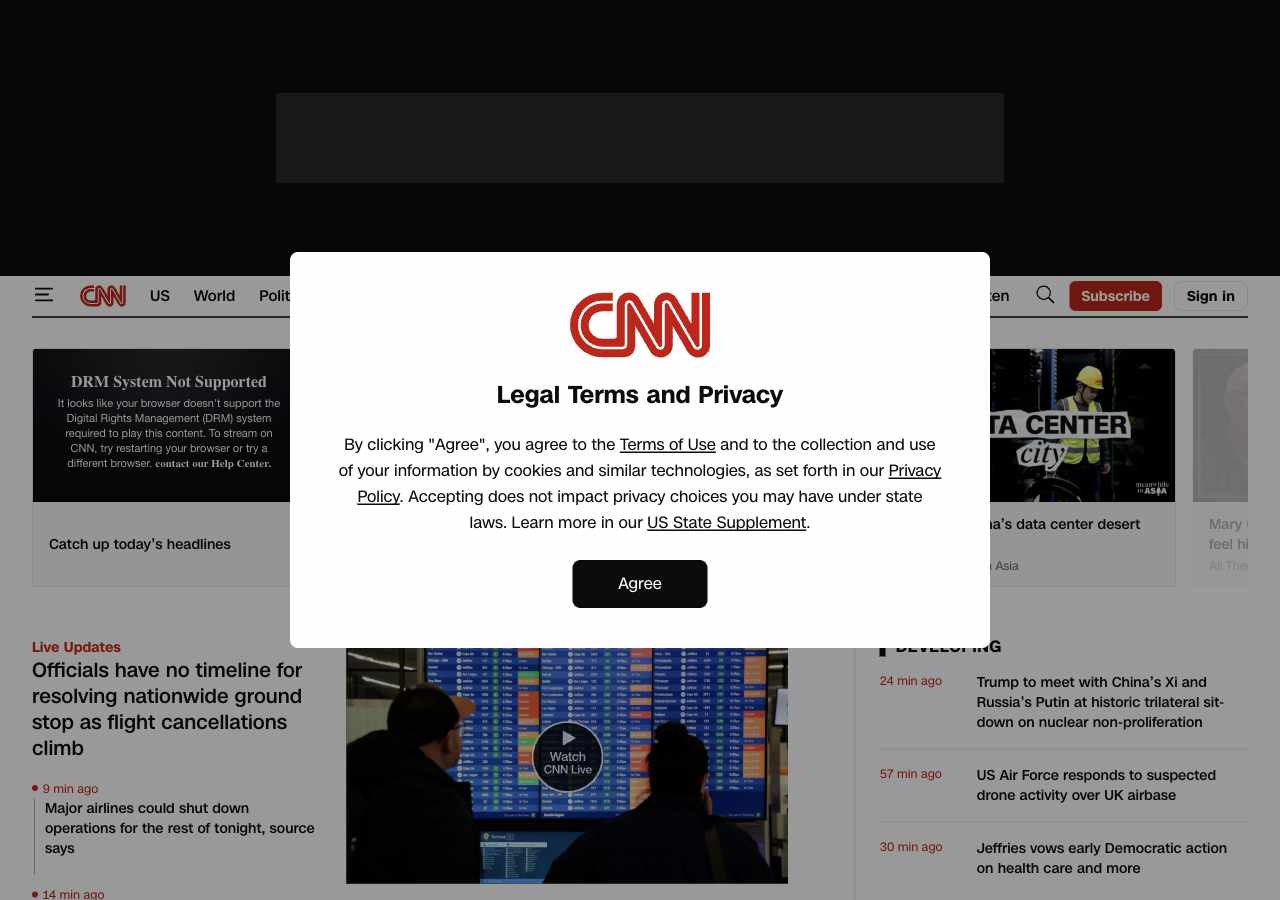 CNN
US
World
Subscribe
Sign in
CNN
Legal Terms and Privacy
By clicking "Agree", you agree to the Terms of Use and to the collection and use
of your information by cookies and similar technologies, as set forth in our Privacy
Policy. Accepting does not impact privacy choices you may have under state
laws. Learn more in our US State Supplement.
Agree
DRM System Not Supported
It looks like your browser doesn't support the
Digital Rights Management (DRM) system
required to play this content. To stream on
CNN, try restarting your browser or try a
different browser. contact our Help Center.
Catch up today’s headlines
TA CENTER
city
meanwhile
in ASIA
na’s data center desert
Asia
Mary
feel hi
All The
Live Updates
Officials have no timeline for
resolving nationwide ground
stop as flight cancellations
climb
9 min ago
Major airlines could shut down
operations for the rest of tonight, source
says
14 min ago
Watch
CNN Live
DEVELOPING
24 min ago
Trump to meet with China’s Xi and
Russia’s Putin at historic trilateral sit-
down on nuclear non-proliferation
57 min ago
US Air Force responds to suspected
drone activity over UK airbase
30 min ago
Jeffries vows early Democratic action
on health care and more